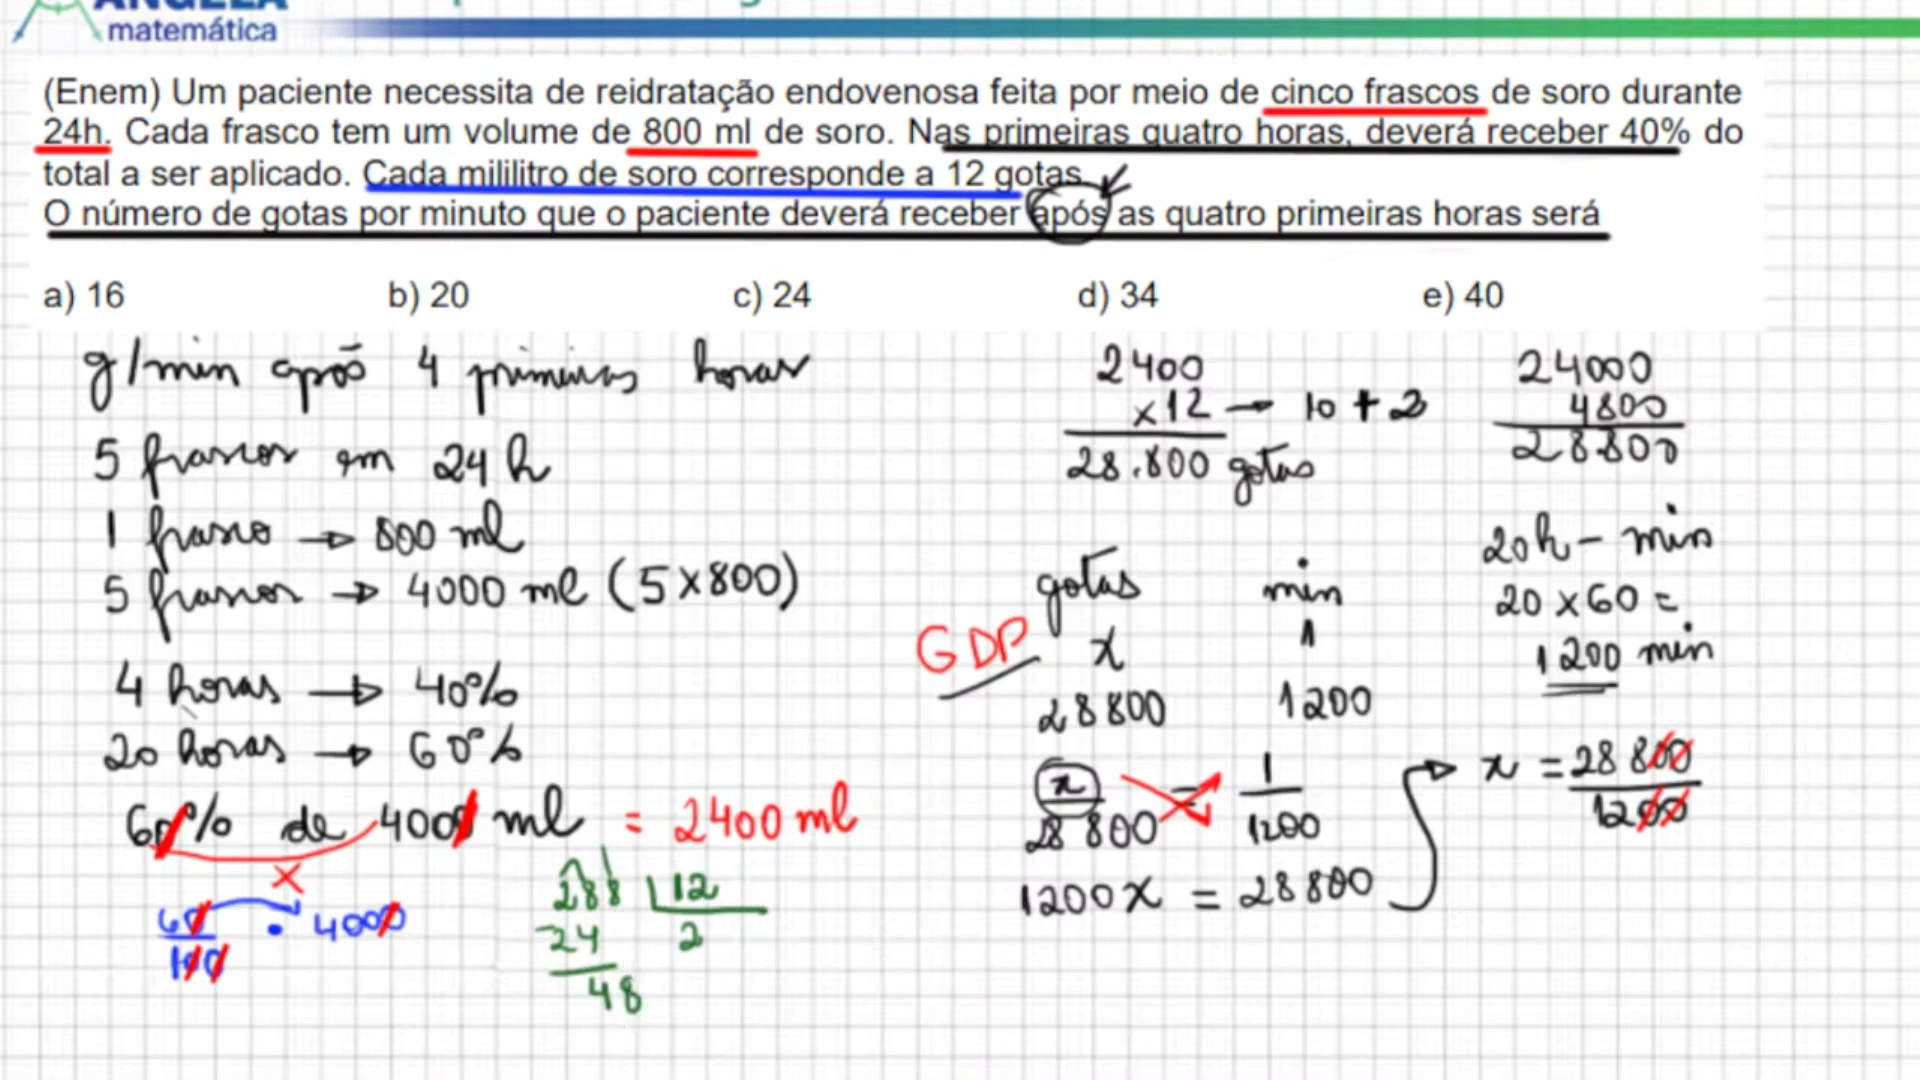 ANGELA
matemática
(Enem) Um paciente necessita de reidratação endovenosa feita por meio de cinco frascos de soro durante
24h. Cada frasco tem um volume de 800 ml de soro. Nas primeiras quatro horas, deverá receber 40% do
total a ser aplicado. Cada mililitro de soro corresponde a 12 gotas.
O número de gotas por minuto que o paciente deverá receber após as quatro primeiras horas será
a) 16 b) 20 c) 24 d) 34 e) 40
g/min após 4 primeiras horas
5 frascos em 24 h
1 frasco → 800 ml
5 frascos → 4000 ml (5x800)
4 horas → 40%
20 horas → 60%
60% de 4000 ml = 2400 ml
x
60
100
. 4000
288 12
-24 2
48
2400
x12 → 10 + 2
28.800 gotas
GDP
gotas min
x 1
28800 1200
x = 1
28 800 1200
1200x = 28800
24000
4800
28800
20h - min
20 x 60 =
1200 min
x = 28800
1200